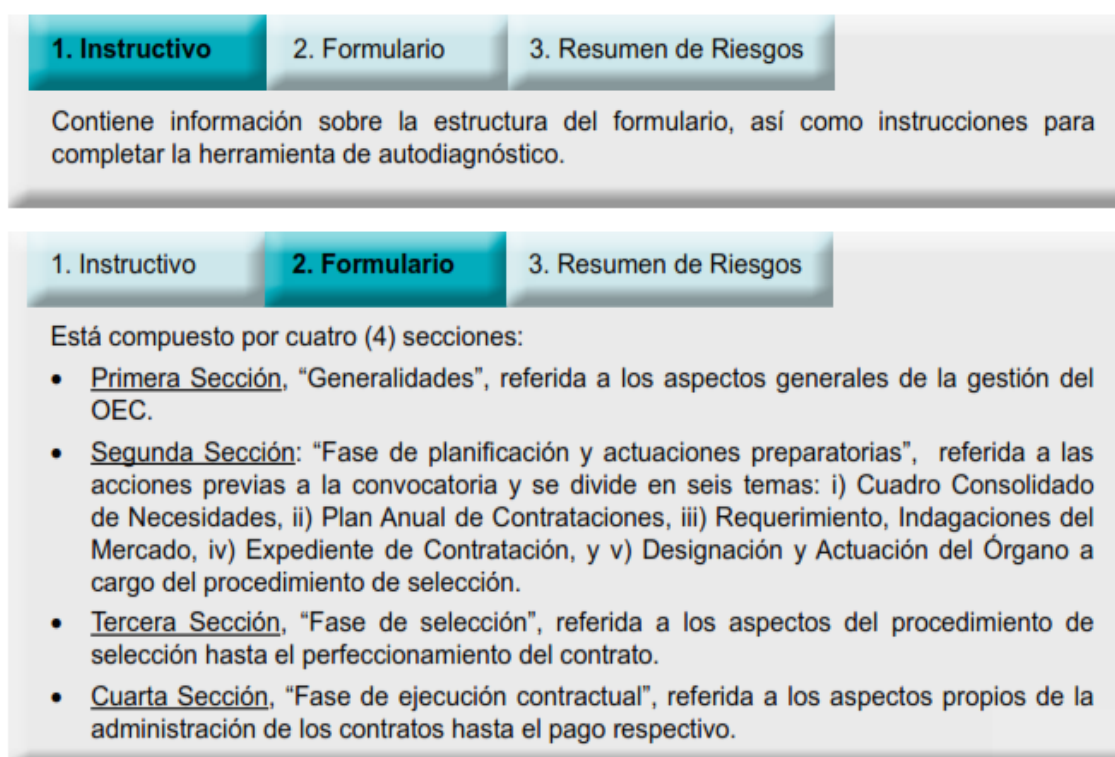 1. Instructivo 2. Formulario 3. Resumen de Riesgos
Contiene información sobre la estructura del formulario, así como instrucciones para
completar la herramienta de autodiagnóstico.
1. Instructivo 2. Formulario 3. Resumen de Riesgos
Está compuesto por cuatro (4) secciones:
• Primera Sección, “Generalidades”, referida a los aspectos generales de la gestión del
OEC.
• Segunda Sección: “Fase de planificación y actuaciones preparatorias”, referida a las
acciones previas a la convocatoria y se divide en seis temas: i) Cuadro Consolidado
de Necesidades, ii) Plan Anual de Contrataciones, iii) Requerimiento, Indagaciones del
Mercado, iv) Expediente de Contratación, y v) Designación y Actuación del Órgano a
cargo del procedimiento de selección.
• Tercera Sección, “Fase de selección”, referida a los aspectos del procedimiento de
selección hasta el perfeccionamiento del contrato.
• Cuarta Sección, “Fase de ejecución contractual”, referida a los aspectos propios de la
administración de los contratos hasta el pago respectivo.